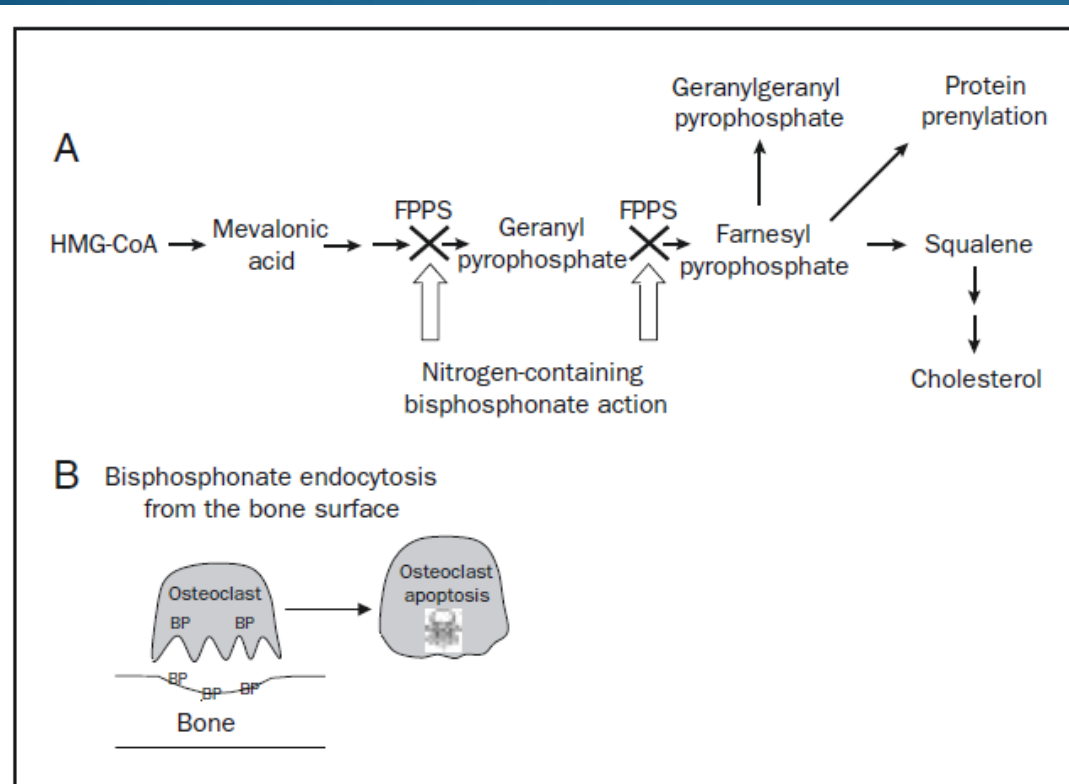 Geranylgeranyl
pyrophosphate
Protein
prenylation
A
HMG-CoA
Mevalonic
acid
FPPS
Geranyl
pyrophosphate
FPPS
Farnesyl
pyrophosphate
Squalene
Cholesterol
Nitrogen-containing
bisphosphonate action
B
Bisphosphonate endocytosis
from the bone surface
Osteoclast
BP BP
BP BP BP
Bone
Osteoclast
apoptosis